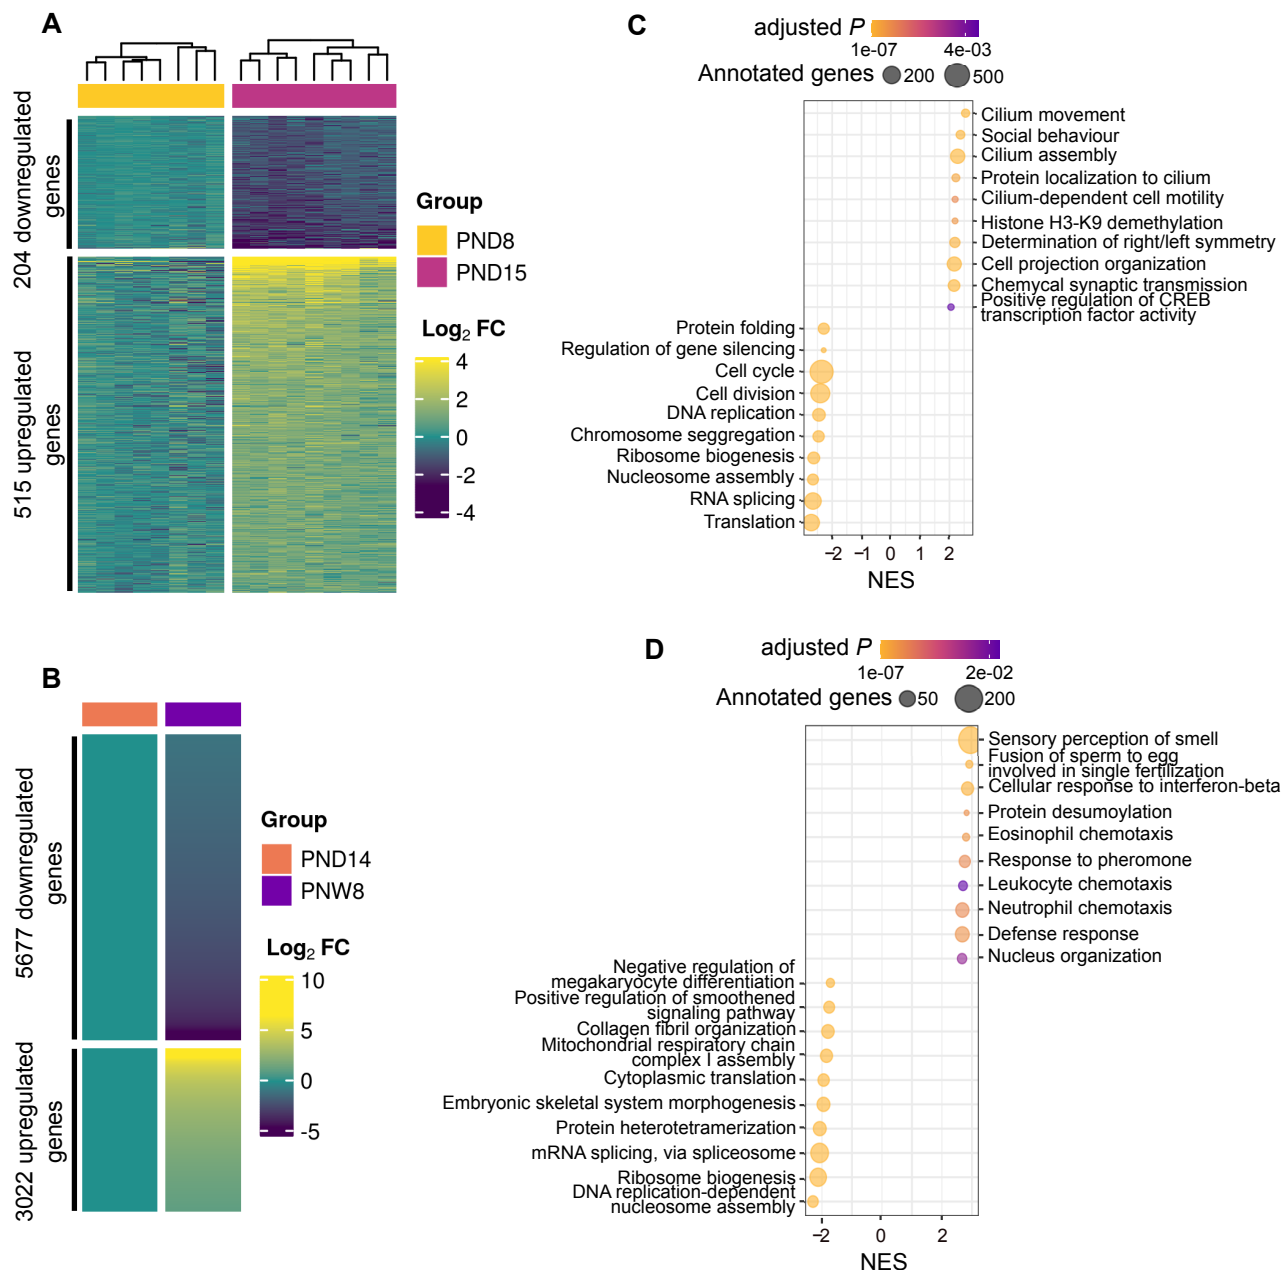 A
204 downregulated
genes
515 upregulated
genes
Group
PND8
PND15
Log2 FC
4
2
0
-2
-4
C
adjusted P
1e-07 4e-03
Annotated genes 200 500
Cilium movement
Social behaviour
Cilium assembly
Protein localization to cilium
Cilium-dependent cell motility
Histone H3-K9 demethylation
Determination of right/left symmetry
Cell projection organization
Chemycal synaptic transmission
Positive regulation of CREB
transcription factor activity
Protein folding
Regulation of gene silencing
Cell cycle
Cell division
DNA replication
Chromosome seggregation
Ribosome biogenesis
Nucleosome assembly
RNA splicing
Translation
−2 −1 0 1 2
NES
B
5677 downregulated
genes
3022 upregulated
genes
Group
PND14
PNW8
Log2 FC
10
5
0
-5
D
adjusted P
1e-07 2e-02
Annotated genes 50 200
Sensory perception of smell
Fusion of sperm to egg
involved in single fertilization
Cellular response to interferon-beta
Protein desumoylation
Eosinophil chemotaxis
Response to pheromone
Leukocyte chemotaxis
Neutrophil chemotaxis
Defense response
Nucleus organization
Negative regulation of
megakaryocyte differentiation
Positive regulation of smoothened
signaling pathway
Collagen fibril organization
Mitochondrial respiratory chain
complex I assembly
Cytoplasmic translation
Embryonic skeletal system morphogenesis
Protein heterotetramerization
mRNA splicing, via spliceosome
Ribosome biogenesis
DNA replication-dependent
nucleosome assembly
−2 0 2
NES